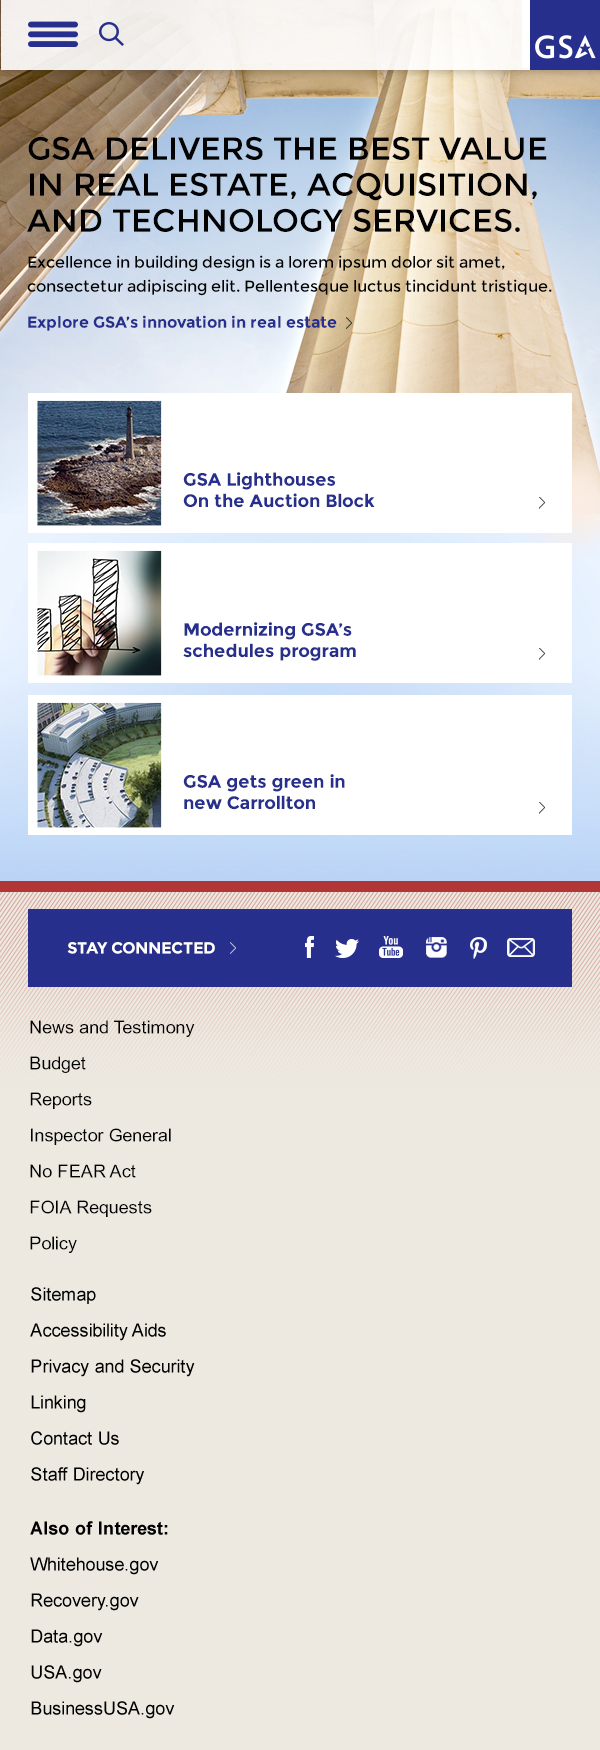 GSA
GSA DELIVERS THE BEST VALUE
IN REAL ESTATE, ACQUISITION,
AND TECHNOLOGY SERVICES.
Excellence in building design is a lorem ipsum dolor sit amet,
consectetur adipiscing elit. Pellentesque luctus tincidunt tristique.
Explore GSA's innovation in real estate
GSA Lighthouses
On the Auction Block
Modernizing GSA's
schedules program
GSA gets green in
new Carrollton
STAY CONNECTED
You
Tube
News and Testimony
Budget
Reports
Inspector General
No FEAR Act
FOIA Requests
Policy
Sitemap
Accessibility Aids
Privacy and Security
Linking
Contact Us
Staff Directory
Also of Interest:
Whitehouse.gov
Recovery.gov
Data.gov
USA.gov
BusinessUSA.gov